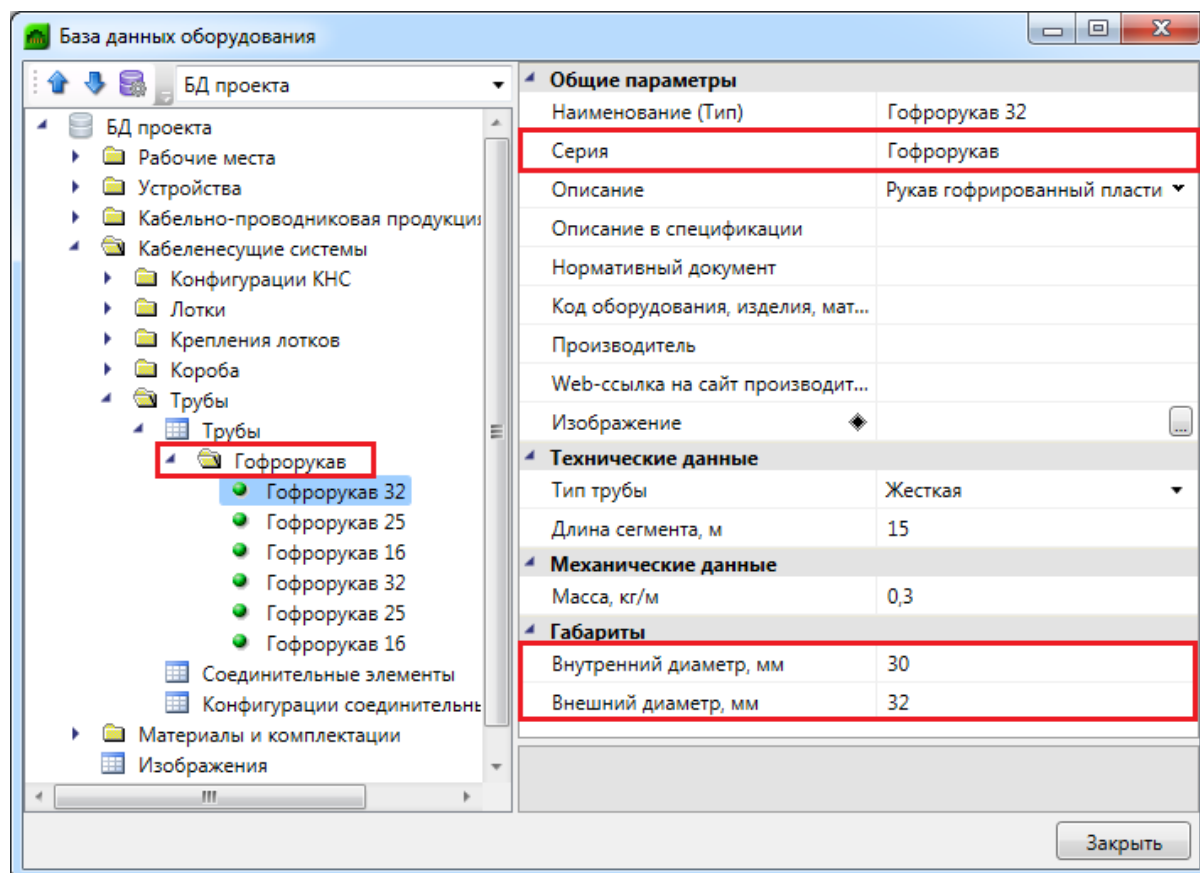 База данных оборудования
БД проекта
БД проекта
Рабочие места
Устройства
Кабельно-проводниковая продукция
Кабеленесущие системы
Конфигурации КНС
Лотки
Крепления лотков
Короба
Трубы
Трубы
Гофрорукав
Гофрорукав 32
Гофрорукав 25
Гофрорукав 16
Гофрорукав 32
Гофрорукав 25
Гофрорукав 16
Соединительные элементы
Конфигурации соединительнь
Материалы и комплектации
Изображения
Общие параметры
Наименование (Тип) Гофрорукав 32
Серия Гофрорукав
Описание Рукав гофрированный пласти
Описание в спецификации
Нормативный документ
Код оборудования, изделия, мат...
Производитель
Web-ссылка на сайт производит...
Изображение ...
Технические данные
Тип трубы Жесткая
Длина сегмента, м 15
Механические данные
Масса, кг/м 0,3
Габариты
Внутренний диаметр, мм 30
Внешний диаметр, мм 32
Закрыть